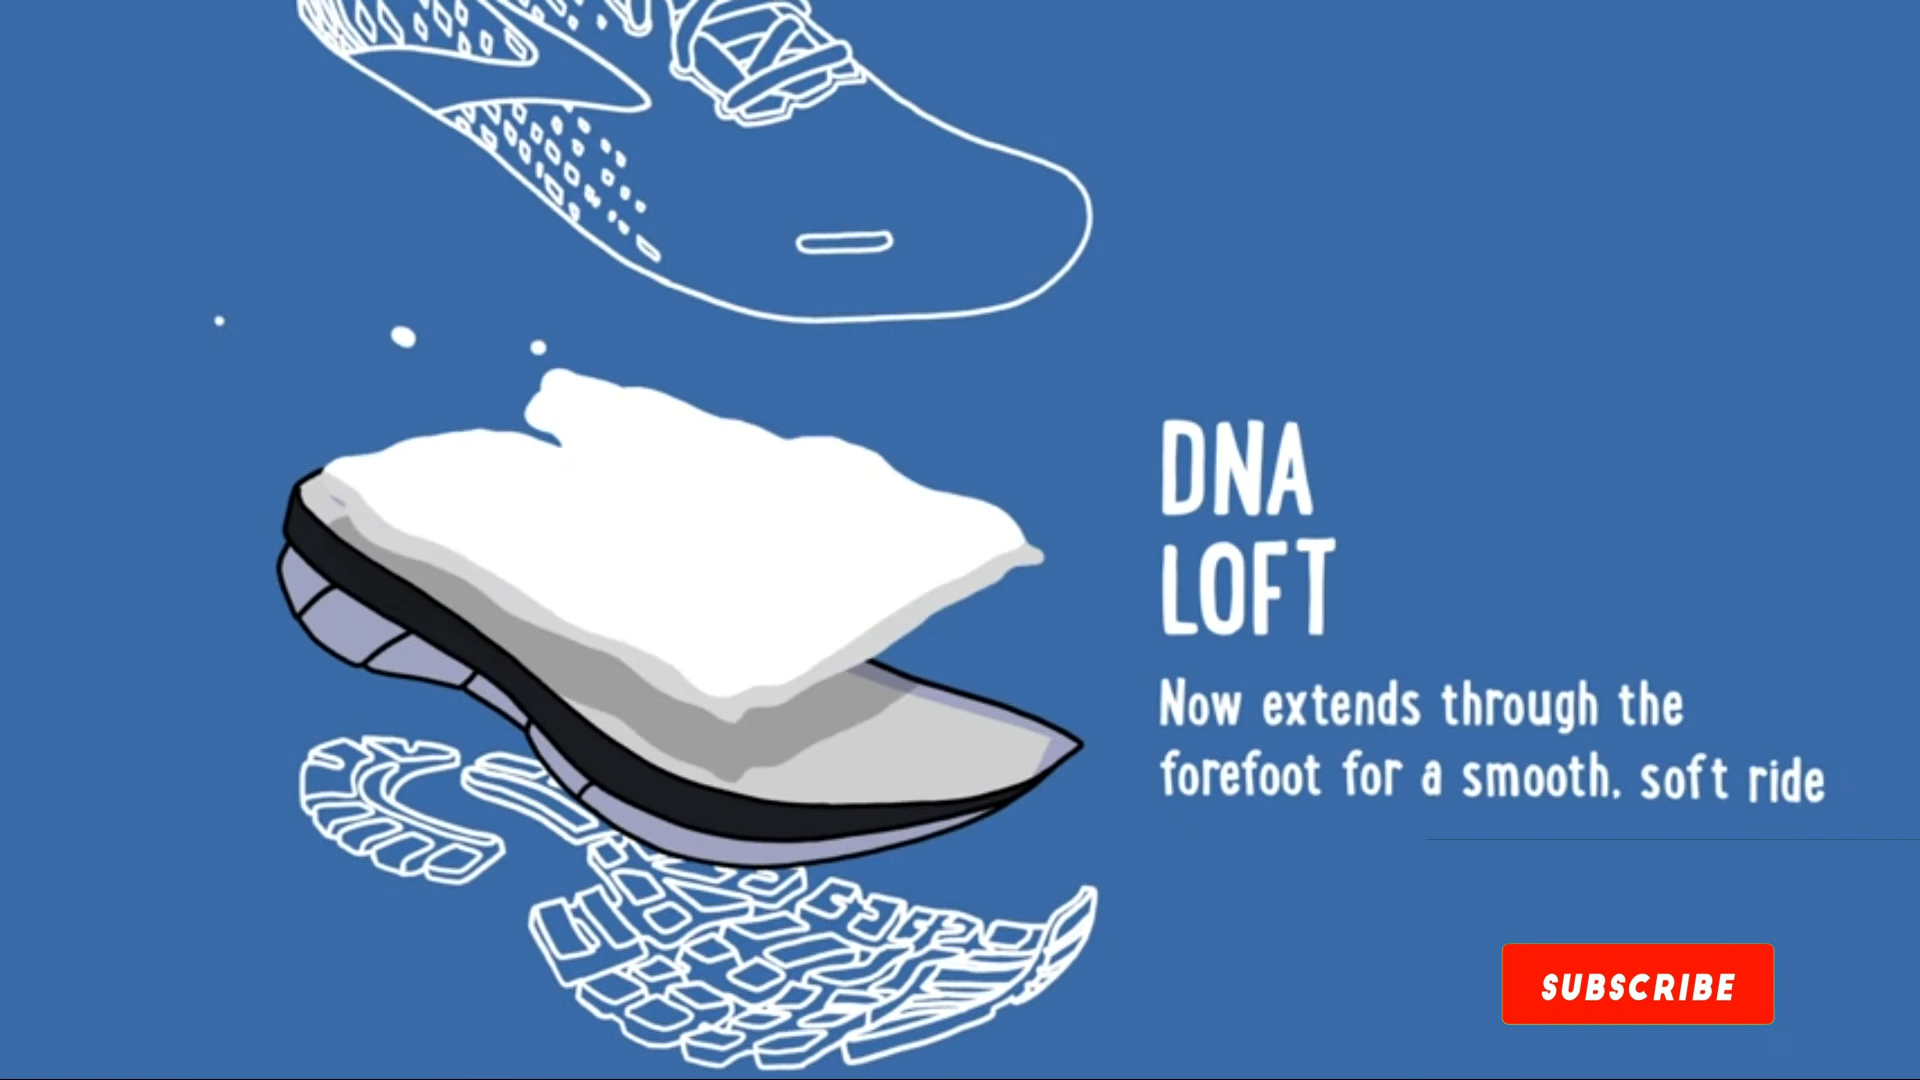 DNA
LOFT
Now extends through the
forefoot for a smooth, soft ride
SUBSCRIBE